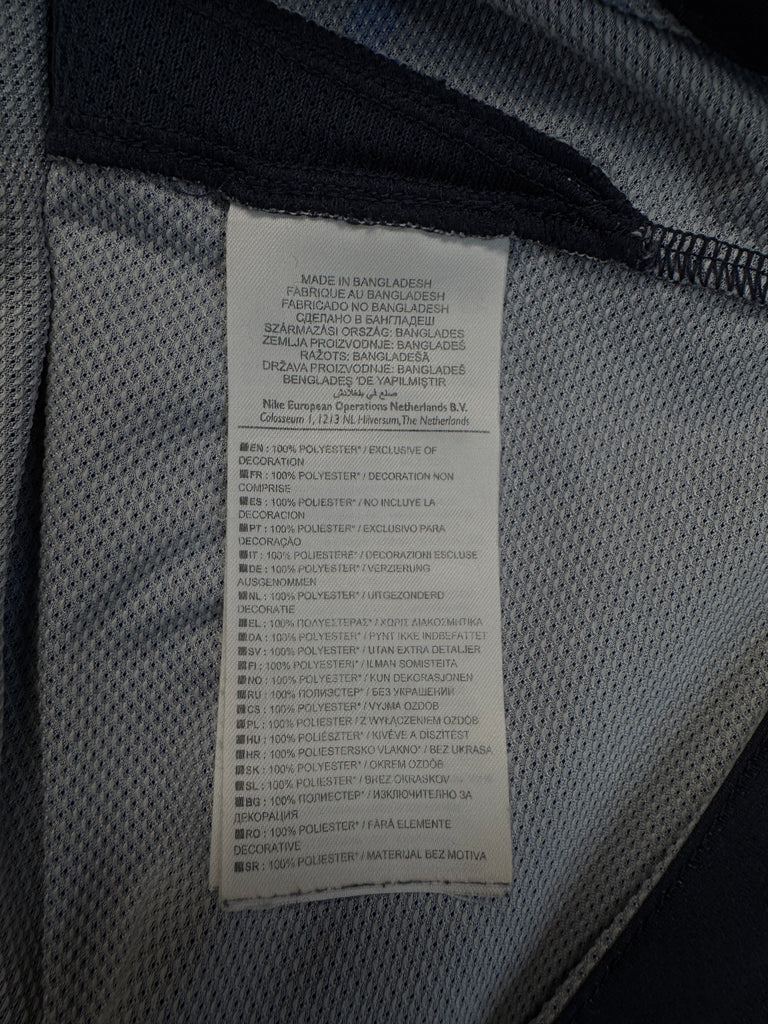 MADE IN BANGLADESH
FABRIQUE AU BANGLADESH
FABRICADO NO BANGLADESH
СДЕЛАНО В БАНГЛАДЕШ
SZÁRMAZÁSI ORSZÁG: BANGLADES
ZEMLJA PROIZVODNJE: BANGLADEŠ
RAŽOTS: BANGLADEŠĀ
DRŽAVA PROIZVODNJE: BANGLADEŠ
BENGLADEŞ 'DE YAPILMIŞTIR
صنع في بنغلادش
Nike European Operations Netherlands B.V.
Colosseum 1, 1213 NL Hilversum, The Netherlands
EN : 100% POLYESTER* / EXCLUSIVE OF
DECORATION
FR : 100% POLYESTER* / DECORATION NON
COMPRISE
ES : 100% POLIESTER* / NO INCLUYE LA
DECORACION
PT : 100% POLIESTER* / EXCLUSIVO PARA
DECORAÇÃO
IT : 100% POLIESTERE* / DECORAZIONI ESCLUSE
DE : 100% POLYESTER* / VERZIERUNG
AUSGENOMMEN
NL : 100% POLYESTER* / UITGEZONDERD
DECORATIE
EL : 100% ΠΟΛΥΕΣΤΕΡΑΣ* / ΧΩΡΙΣ ΔΙΑΚΟΣΜΗΤΙΚΑ
DA : 100% POLYESTER* / PYNT IKKE INDBEFATTET
SV : 100% POLYESTER* / UTAN EXTRA DETALJER
FI : 100% POLYESTERI* / ILMAN SOMISTEITA
NO : 100% POLYESTER* / KUN DEKORASJONEN
RU : 100% ПОЛИЭСТЕР* / БЕЗ УКРАШЕНИЙ
CS : 100% POLYESTER* / VYJMA OZDOB
PL : 100% POLIESTER / Z WYŁĄCZENIEM OZDÓB
HU : 100% POLIÉSZTER* / KIVÉVE A DISZÍTÉST
HR : 100% POLIESTERSKO VLAKNO* / BEZ UKRASA
SK : 100% POLYESTER* / OKREM OZDÔB
SL : 100% POLIESTER* / BREZ OKRASKOV
BG : 100% ПОЛИЕСТЕР* / ИЗКЛЮЧИТЕЛНО ЗА
ДЕКОРАЦИЯ
RO : 100% POLIESTER* / FĂRĂ ELEMENTE
DECORATIVE
SR : 100% POLIESTER* / MATERIJAL BEZ MOTIVA